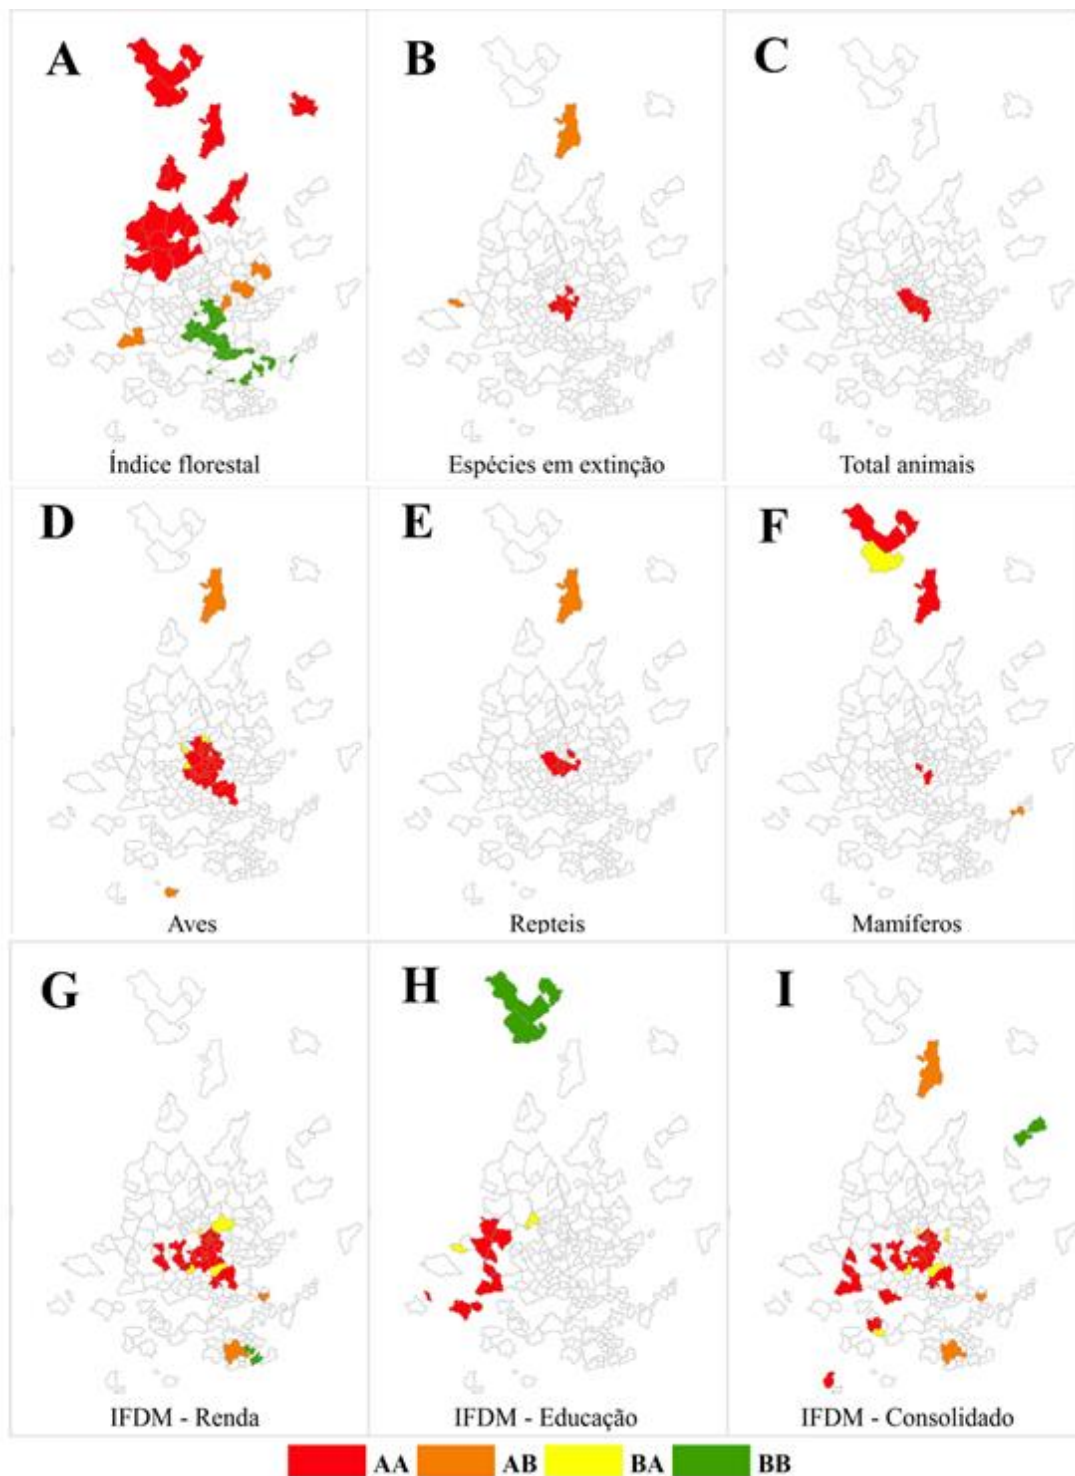 A
B
C
Índice florestal
Espécies em extinção
Total animais
D
E
F
Aves
Repteis
Mamíferos
G
H
I
IFDM - Renda
IFDM - Educação
IFDM - Consolidado
AA
AB
BA
BB